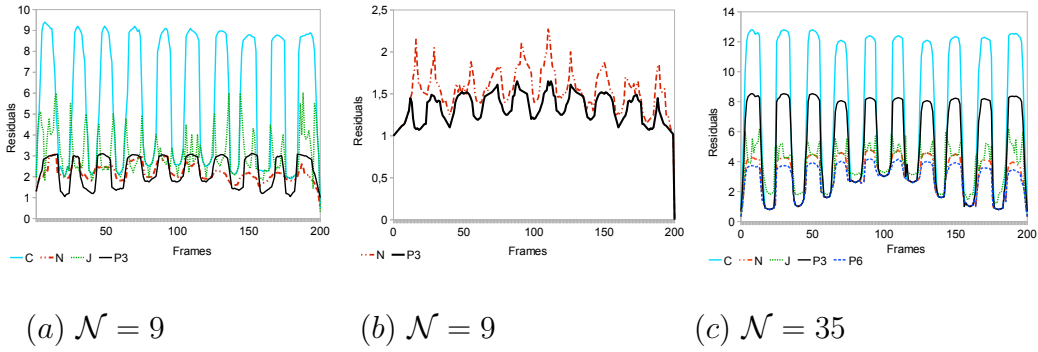 10
9
8
7
6
5
4
3
2
1
0
Residuals
50 100 150 200
Frames
C N J P3
2,5
2
1,5
1
0,5
0
Residuals
0 50 100 150 200
Frames
N P3
14
12
10
8
6
4
2
0
Residuals
0 50 100 150 200
Frames
C N J P3 P6
(a) 𝒩 = 9
(b) 𝒩 = 9
(c) 𝒩 = 35